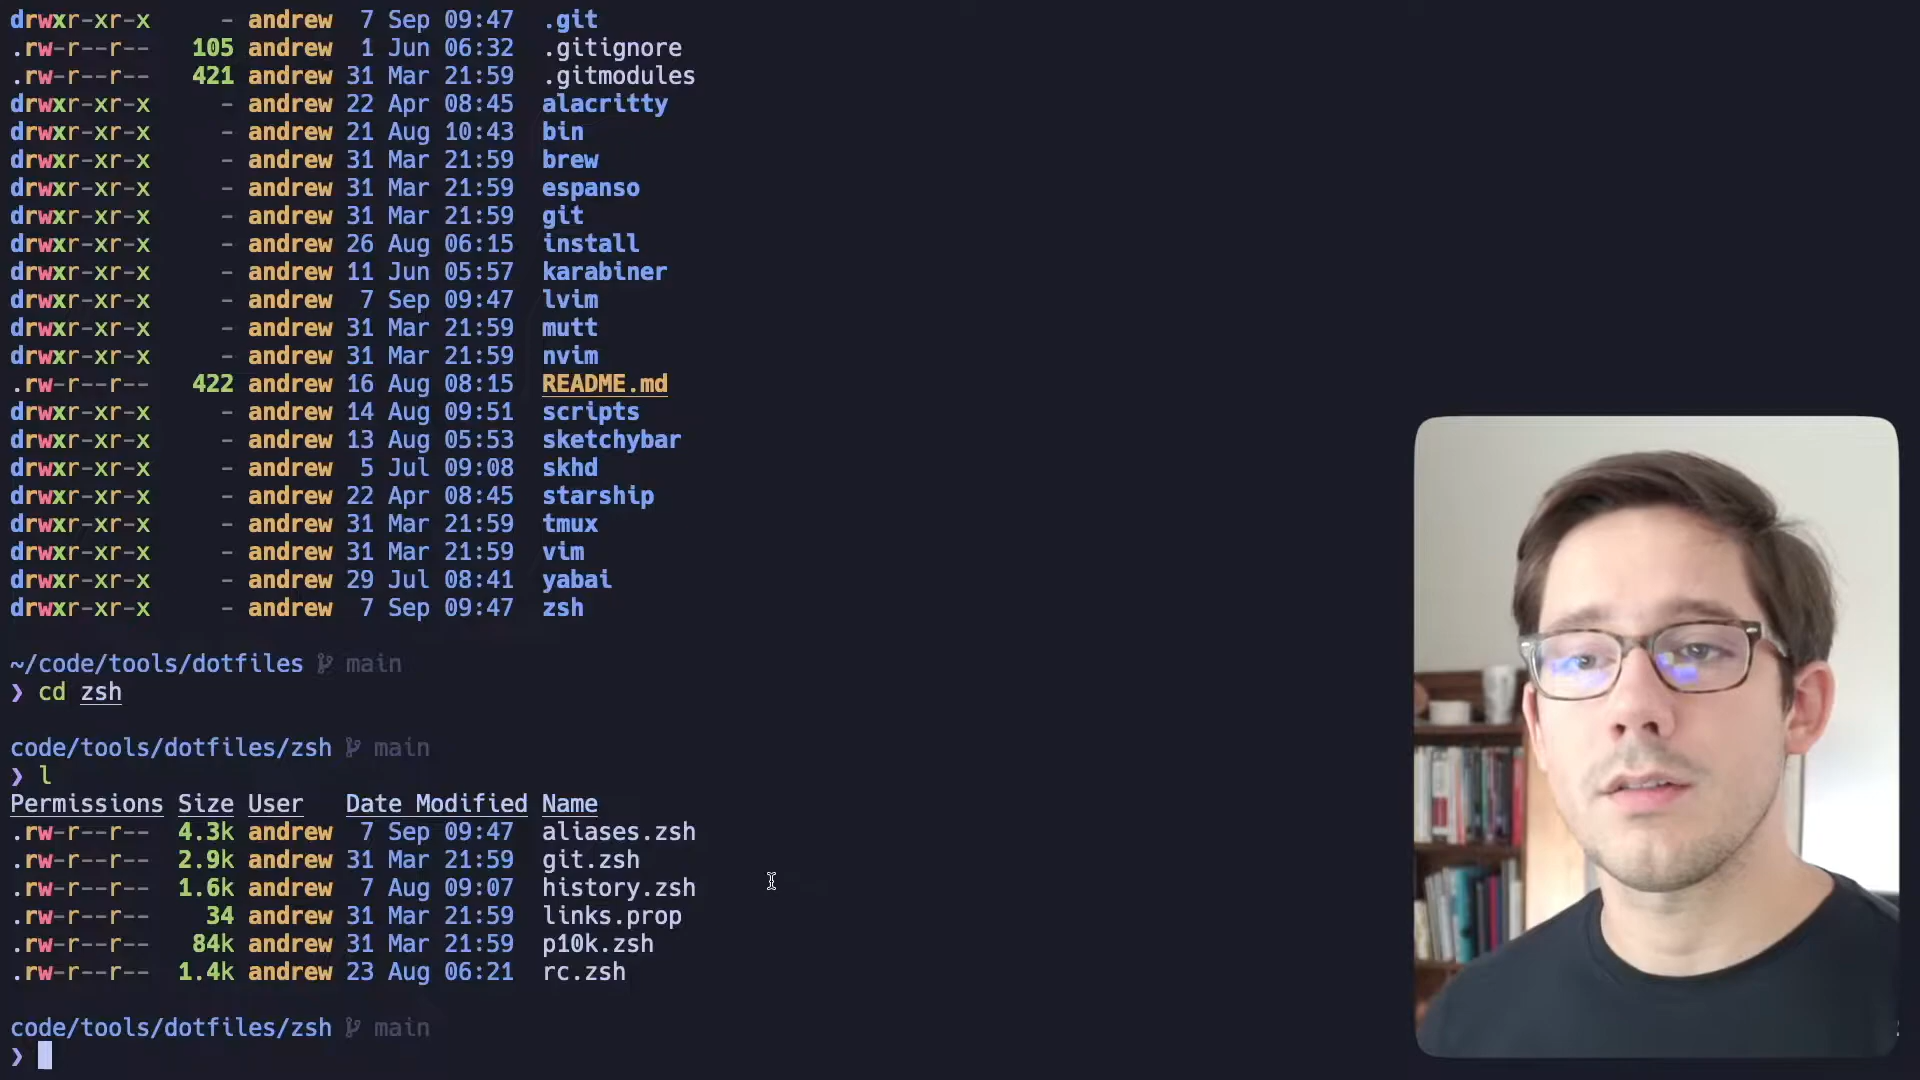 drwxr-xr-x - andrew 7 Sep 09:47 .git
.rw-r--r-- 105 andrew 1 Jun 06:32 .gitignore
.rw-r--r-- 421 andrew 31 Mar 21:59 .gitmodules
drwxr-xr-x - andrew 22 Apr 08:45 alacritty
drwxr-xr-x - andrew 21 Aug 10:43 bin
drwxr-xr-x - andrew 31 Mar 21:59 brew
drwxr-xr-x - andrew 31 Mar 21:59 espanso
drwxr-xr-x - andrew 31 Mar 21:59 git
drwxr-xr-x - andrew 26 Aug 06:15 install
drwxr-xr-x - andrew 11 Jun 05:57 karabiner
drwxr-xr-x - andrew 7 Sep 09:47 lvim
drwxr-xr-x - andrew 31 Mar 21:59 mutt
drwxr-xr-x - andrew 31 Mar 21:59 nvim
.rw-r--r-- 422 andrew 16 Aug 08:15 README.md
drwxr-xr-x - andrew 14 Aug 09:51 scripts
drwxr-xr-x - andrew 13 Aug 05:53 sketchybar
drwxr-xr-x - andrew 5 Jul 09:08 skhd
drwxr-xr-x - andrew 22 Apr 08:45 starship
drwxr-xr-x - andrew 31 Mar 21:59 tmux
drwxr-xr-x - andrew 31 Mar 21:59 vim
drwxr-xr-x - andrew 29 Jul 08:41 yabai
drwxr-xr-x - andrew 7 Sep 09:47 zsh
~/code/tools/dotfiles main
❯ cd zsh
code/tools/dotfiles/zsh main
❯ l
Permissions Size User Date Modified Name
.rw-r--r-- 4.3k andrew 7 Sep 09:47 aliases.zsh
.rw-r--r-- 2.9k andrew 31 Mar 21:59 git.zsh
.rw-r--r-- 1.6k andrew 7 Aug 09:07 history.zsh
.rw-r--r-- 34 andrew 31 Mar 21:59 links.prop
.rw-r--r-- 84k andrew 31 Mar 21:59 p10k.zsh
.rw-r--r-- 1.4k andrew 23 Aug 06:21 rc.zsh
code/tools/dotfiles/zsh main
❯